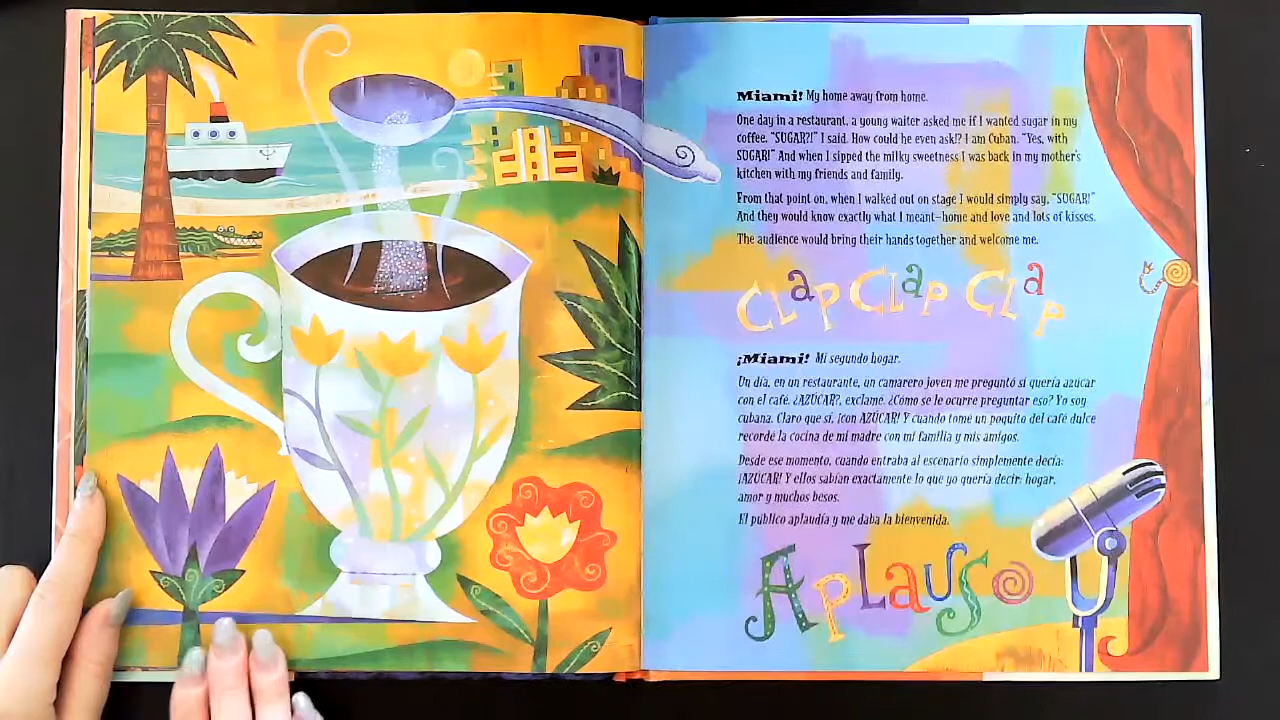 Miami! My home away from home.
One day in a restaurant, a young waiter asked me if I wanted sugar in my
coffee. "SUGAR?!" I said. How could he even ask!? I am Cuban. "Yes, with
SUGAR!" And when I sipped the milky sweetness I was back in my mother's
kitchen with my friends and family.
From that point on, when I walked out on stage I would simply say, "SUGAR!"
And they would know exactly what I meant—home and love and lots of kisses.
The audience would bring their hands together and welcome me.
CLaP CLaP CLaP
¡Miami! Mi segundo hogar.
Un día, en un restaurante, un camarero joven me preguntó si quería azúcar
con el café. ¿AZÚCAR?, exclamé. ¿Cómo se le ocurre preguntar eso? Yo soy
cubana. Claro que sí, ¡con AZÚCAR! Y cuando tomé un poquito del café dulce
recordé la cocina de mi madre con mi familia y mis amigos.
Desde ese momento, cuando entraba al escenario simplemente decía:
¡AZÚCAR! Y ellos sabían exactamente lo que yo quería decir: hogar,
amor y muchos besos.
El público aplaudía y me daba la bienvenida.
APLauSo